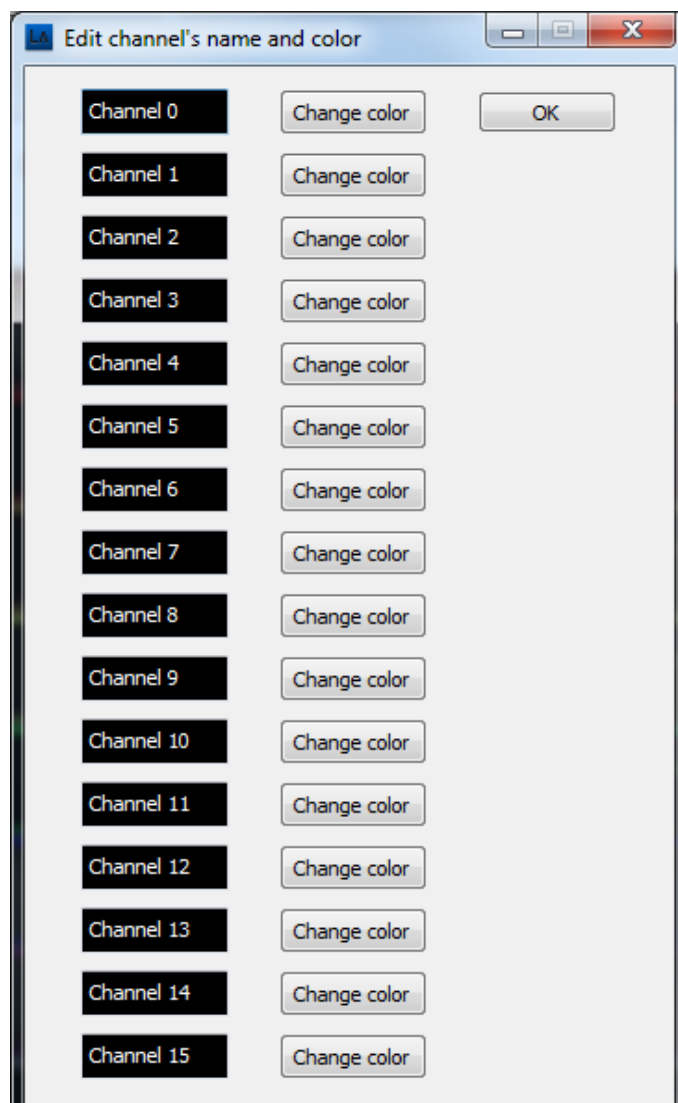 LA Edit channel's name and color
Channel 0 Change color OK
Channel 1 Change color
Channel 2 Change color
Channel 3 Change color
Channel 4 Change color
Channel 5 Change color
Channel 6 Change color
Channel 7 Change color
Channel 8 Change color
Channel 9 Change color
Channel 10 Change color
Channel 11 Change color
Channel 12 Change color
Channel 13 Change color
Channel 14 Change color
Channel 15 Change color